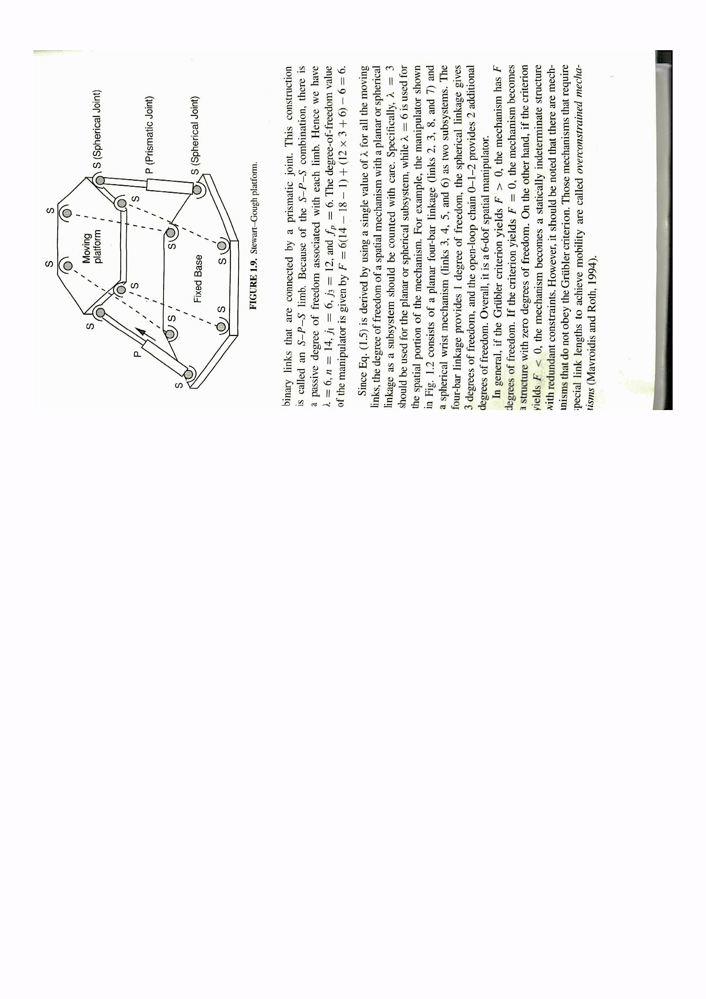 S
S
S (Spherical Joint)
Moving
platform
S
S
S
P (Prismatic Joint)
P
S
S
S (Spherical Joint)
Fixed Base
S
S
S
FIGURE 1.9. Stewart–Gough platform.
binary links that are connected by a prismatic joint. This construction
is called an S–P–S limb. Because of the S–P–S combination, there is
a passive degree of freedom associated with each limb. Hence we have
λ = 6, n = 14, j1 = 6, j3 = 12, and fp = 6. The degree-of-freedom value
of the manipulator is given by F = 6(14 − 18 − 1) + (12 × 3 + 6) − 6 = 6.
Since Eq. (1.5) is derived by using a single value of λ for all the moving
links, the degree of freedom of a spatial mechanism with a planar or spherical
linkage as a subsystem should be counted with care. Specifically, λ = 3
should be used for the planar or spherical subsystem, while λ = 6 is used for
the spatial portion of the mechanism. For example, the manipulator shown
in Fig. 1.2 consists of a planar four-bar linkage (links 2, 3, 8, and 7) and
a spherical wrist mechanism (links 3, 4, 5, and 6) as two subsystems. The
four-bar linkage provides 1 degree of freedom, the spherical linkage gives
3 degrees of freedom, and the open-loop chain 0–1–2 provides 2 additional
degrees of freedom. Overall, it is a 6-dof spatial manipulator.
In general, if the Grübler criterion yields F > 0, the mechanism has F
degrees of freedom. If the criterion yields F = 0, the mechanism becomes
a structure with zero degrees of freedom. On the other hand, if the criterion
yields F < 0, the mechanism becomes a statically indeterminate structure
with redundant constraints. However, it should be noted that there are mech-
anisms that do not obey the Grübler criterion. Those mechanisms that require
special link lengths to achieve mobility are called overconstrained mecha-
nisms (Mavroidis and Roth, 1994).